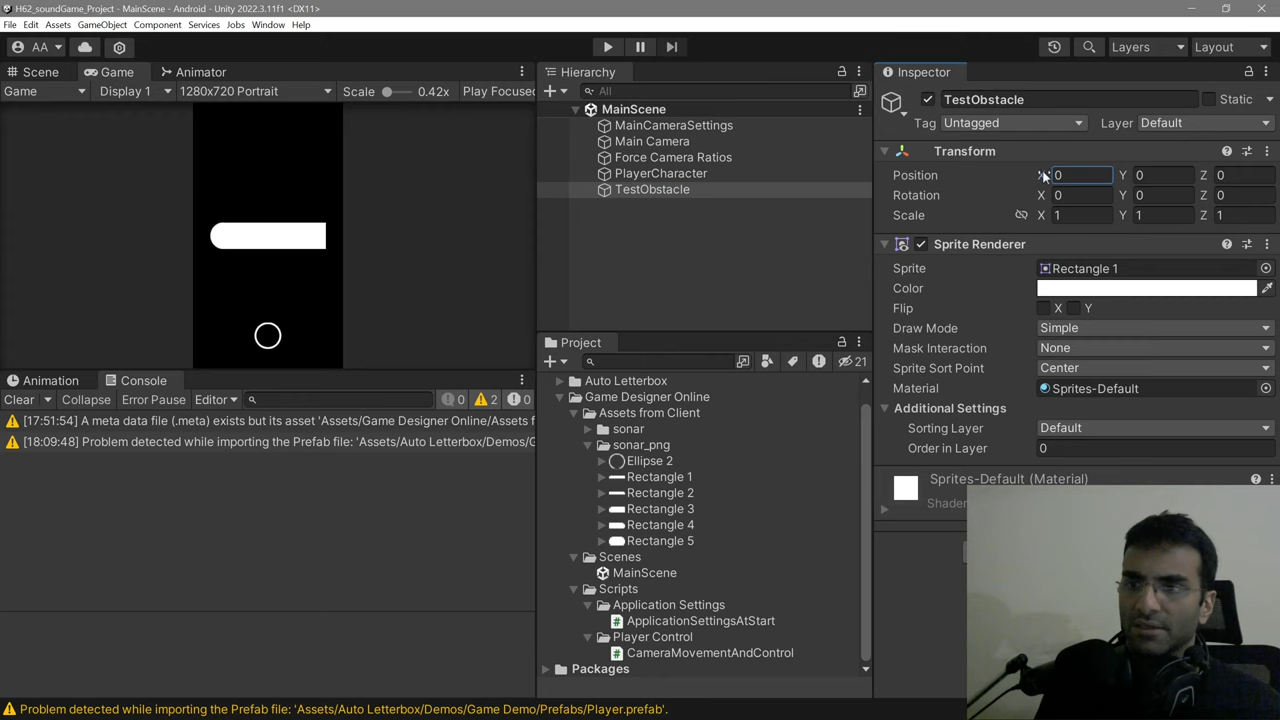 H62_soundGame_Project - MainScene - Android - Unity 2022.3.11f1 <DX11>
File Edit Assets GameObject Component Services Jobs Window Help
AA Layers Layout
Scene Game Animator
Game Display 1 1280x720 Portrait Scale 0.42x Play Focused
Hierarchy
All
MainScene
MainCameraSettings
Main Camera
Force Camera Ratios
PlayerCharacter
TestObstacle
Inspector
TestObstacle Static
Tag Untagged Layer Default
Transform
Position X 0 Y 0 Z 0
Rotation X 0 Y 0 Z 0
Scale X 1 Y 1 Z 1
Sprite Renderer
Sprite Rectangle 1
Color
Flip X Y
Draw Mode Simple
Mask Interaction None
Sprite Sort Point Center
Material Sprites-Default
Additional Settings
Sorting Layer Default
Order in Layer 0
Sprites-Default (Material)
Shader
Project
21
Auto Letterbox
Game Designer Online
Assets from Client
sonar
sonar_png
Ellipse 2
Rectangle 1
Rectangle 2
Rectangle 3
Rectangle 4
Rectangle 5
Scenes
MainScene
Scripts
Application Settings
ApplicationSettingsAtStart
Player Control
CameraMovementAndControl
Packages
Animation Console
Clear Collapse Error Pause Editor 0 2 0
[17:51:54] A meta data file (.meta) exists but its asset 'Assets/Game Designer Online/Assets f
[18:09:48] Problem detected while importing the Prefab file: 'Assets/Auto Letterbox/Demos/G
Problem detected while importing the Prefab file: 'Assets/Auto Letterbox/Demos/Game Demo/Prefabs/Player.prefab'.